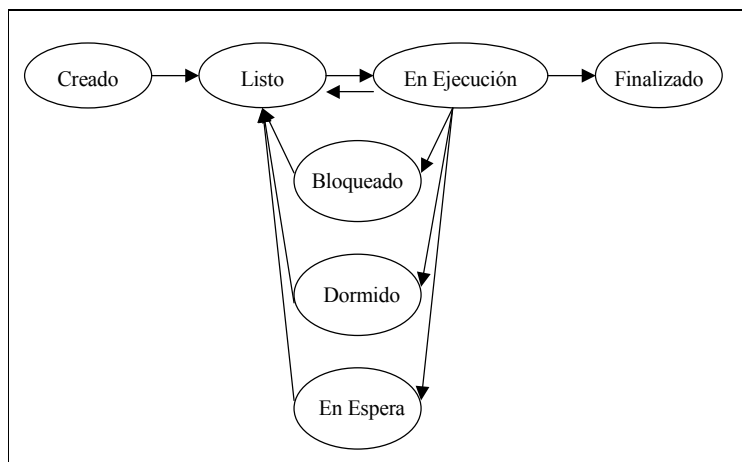 Creado
Listo
En Ejecución
Finalizado
Bloqueado
Dormido
En Espera